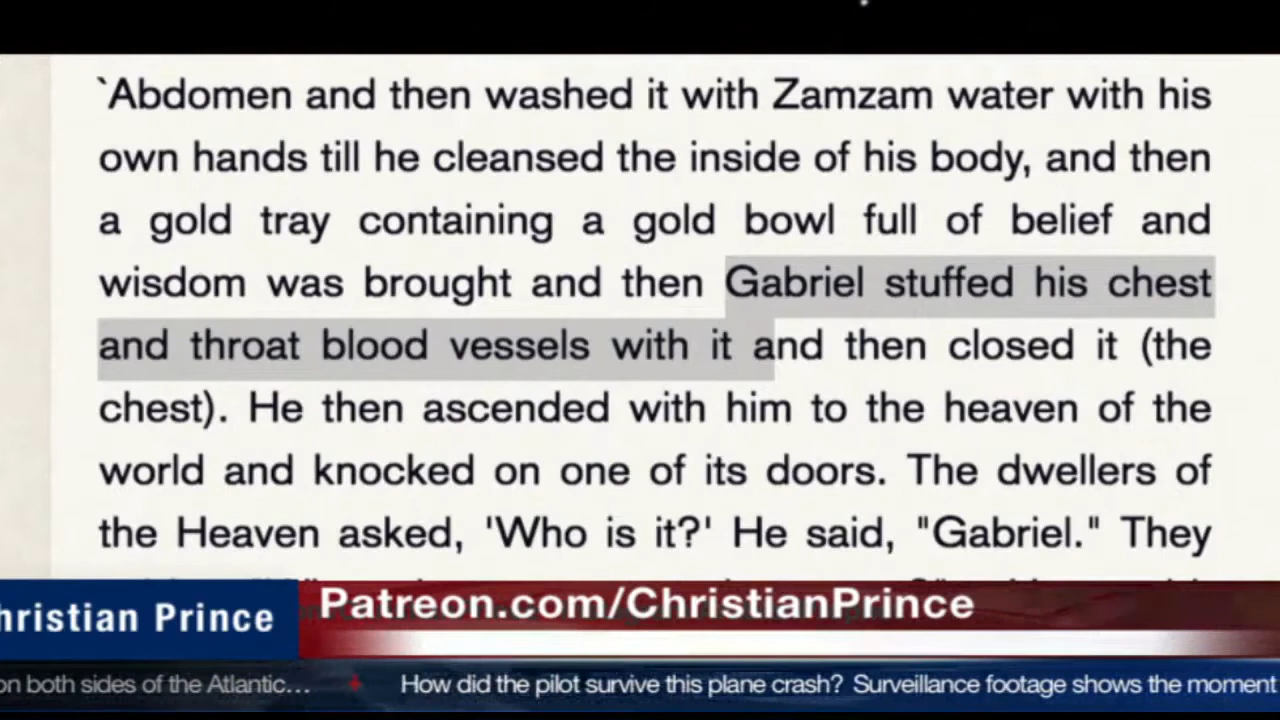 `Abdomen and then washed it with Zamzam water with his
own hands till he cleansed the inside of his body, and then
a gold tray containing a gold bowl full of belief and
wisdom was brought and then Gabriel stuffed his chest
and throat blood vessels with it and then closed it (the
chest). He then ascended with him to the heaven of the
world and knocked on one of its doors. The dwellers of
the Heaven asked, 'Who is it?' He said, "Gabriel." They
hristian Prince
Patreon.com/ChristianPrince
on both sides of the Atlantic... How did the pilot survive this plane crash? Surveillance footage shows the moment